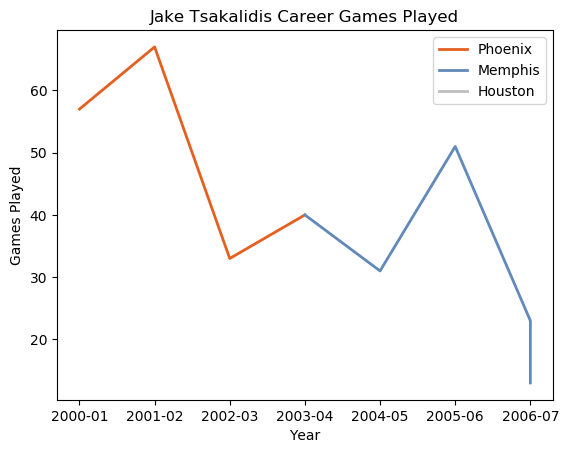 Jake Tsakalidis Career Games Played
Phoenix
Memphis
Houston
60
50
40
30
20
Games Played
2000-01 2001-02 2002-03 2003-04 2004-05 2005-06 2006-07
Year